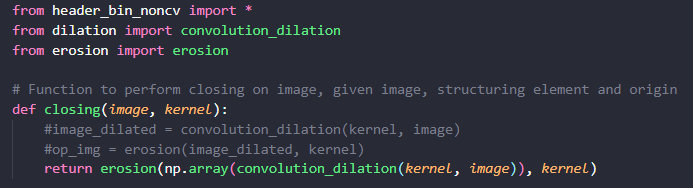 from header_bin_noncv import *
from dilation import convolution_dilation
from erosion import erosion

# Function to perform closing on image, given image, structuring element and origin
def closing(image, kernel):
    #image_dilated = convolution_dilation(kernel, image)
    #op_img = erosion(image_dilated, kernel)
    return erosion(np.array(convolution_dilation(kernel, image)), kernel)